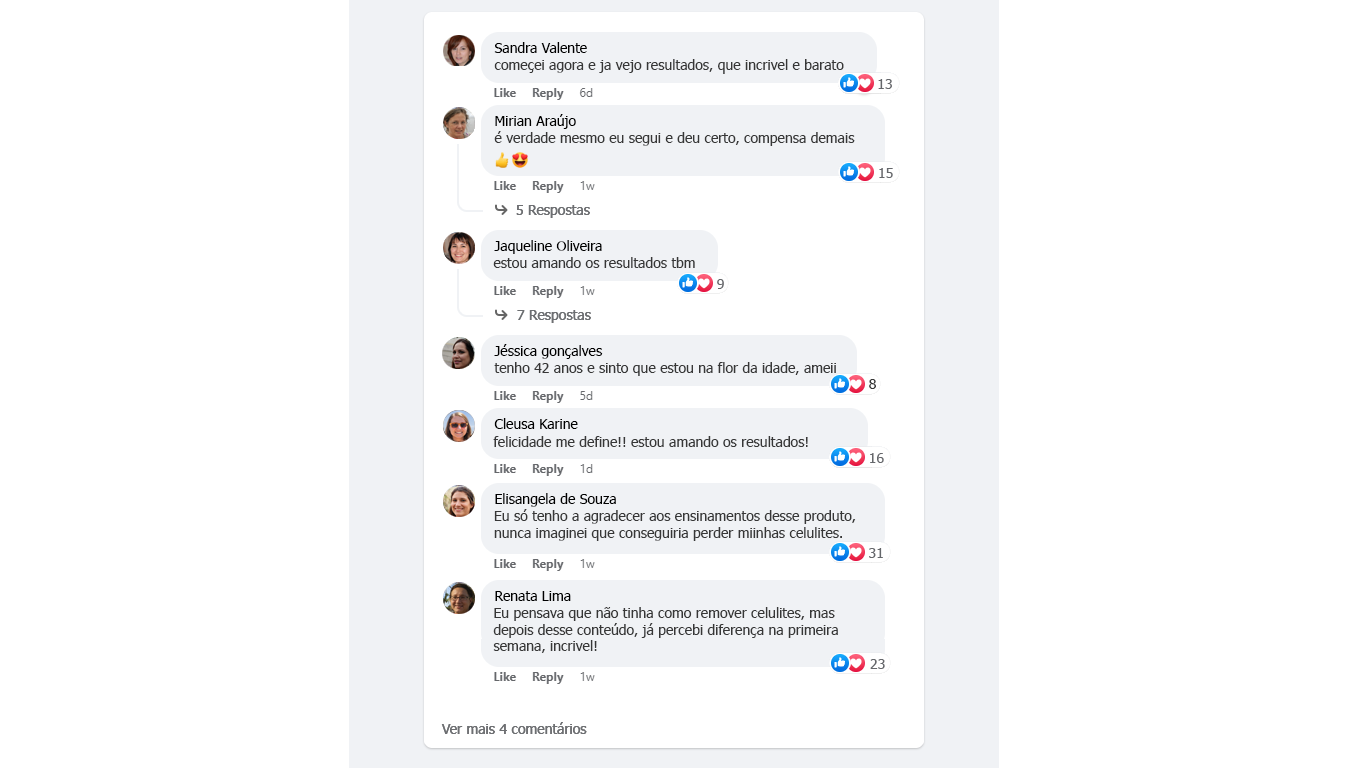 Sandra Valente
começei agora e ja vejo resultados, que incrivel e barato
13
Like Reply 6d
Mirian Araújo
é verdade mesmo eu segui e deu certo, compensa demais
👍😍
15
Like Reply 1w
5 Respostas
Jaqueline Oliveira
estou amando os resultados tbm
9
Like Reply 1w
7 Respostas
Jéssica gonçalves
tenho 42 anos e sinto que estou na flor da idade, ameii
8
Like Reply 5d
Cleusa Karine
felicidade me define!! estou amando os resultados!
16
Like Reply 1d
Elisangela de Souza
Eu só tenho a agradecer aos ensinamentos desse produto,
nunca imaginei que conseguiria perder miinhas celulites.
31
Like Reply 1w
Renata Lima
Eu pensava que não tinha como remover celulites, mas
depois desse conteúdo, já percebi diferença na primeira
semana, incrivel!
23
Like Reply 1w
Ver mais 4 comentários